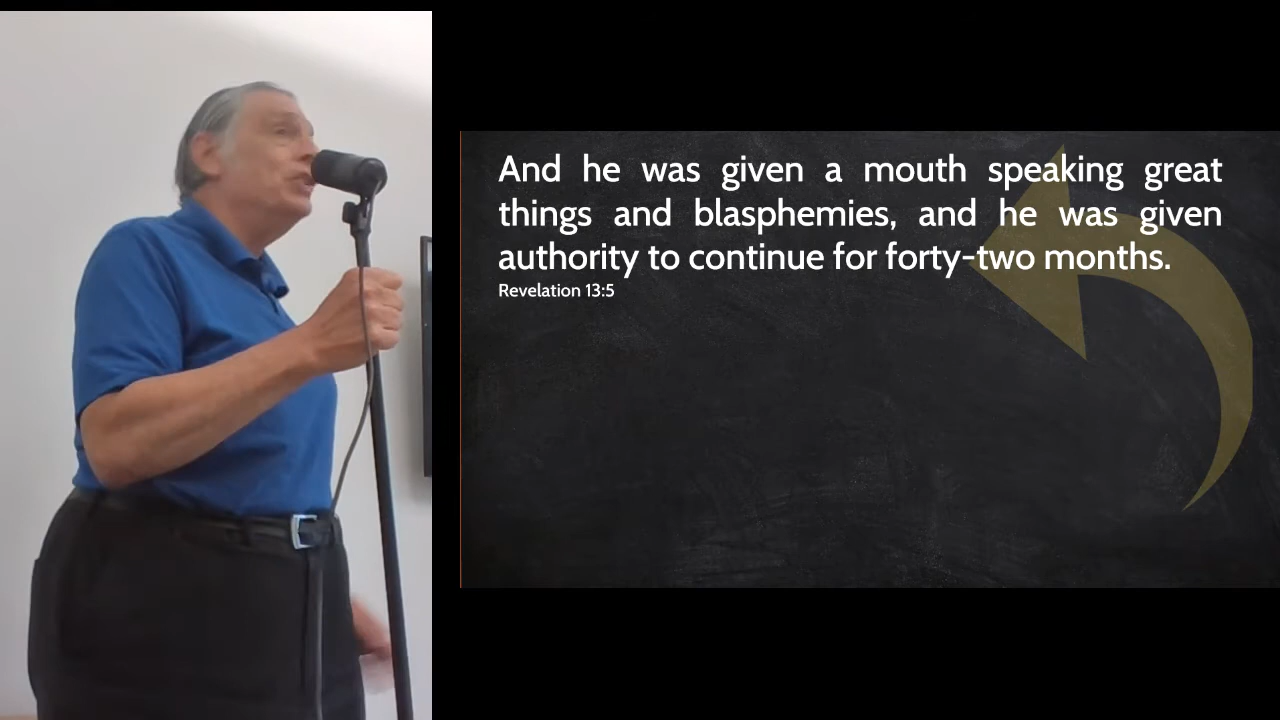 And he was given a mouth speaking great
things and blasphemies, and he was given
authority to continue for forty-two months.
Revelation 13:5